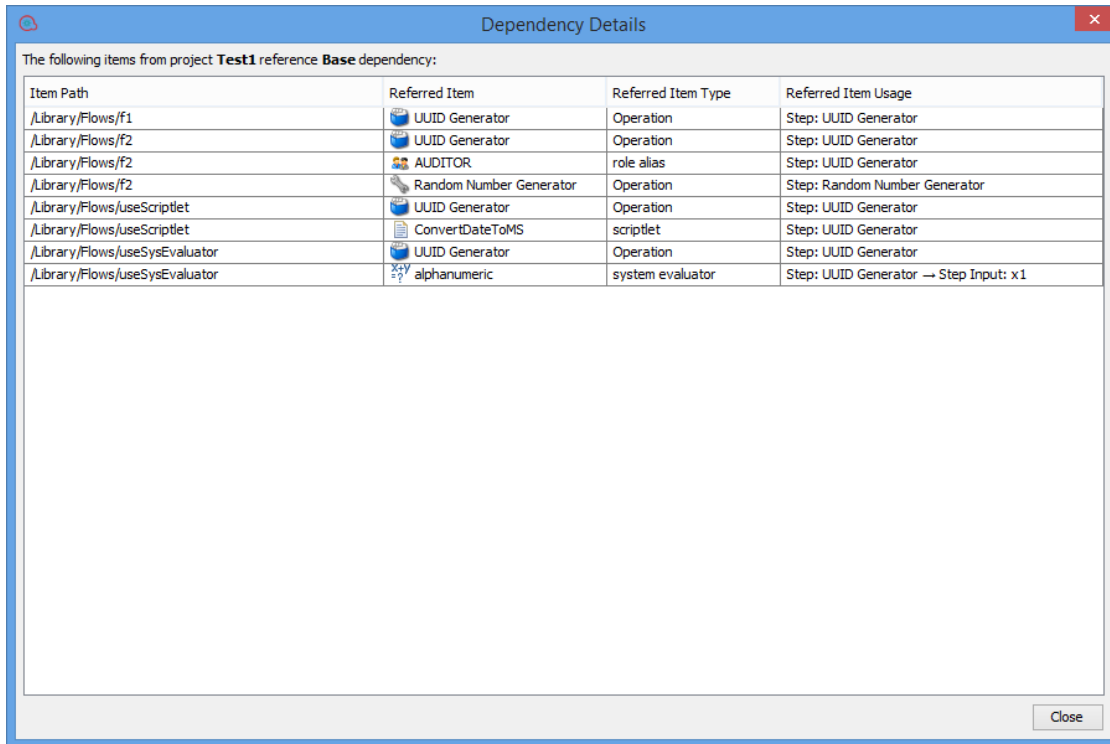 Dependency Details
The following items from project Test1 reference Base dependency:
Item Path Referred Item Referred Item Type Referred Item Usage
/Library/Flows/f1 UUID Generator Operation Step: UUID Generator
/Library/Flows/f2 UUID Generator Operation Step: UUID Generator
/Library/Flows/f2 AUDITOR role alias Step: UUID Generator
/Library/Flows/f2 Random Number Generator Operation Step: Random Number Generator
/Library/Flows/useScriptlet UUID Generator Operation Step: UUID Generator
/Library/Flows/useScriptlet ConvertDateToMS scriptlet Step: UUID Generator
/Library/Flows/useSysEvaluator UUID Generator Operation Step: UUID Generator
/Library/Flows/useSysEvaluator alphanumeric system evaluator Step: UUID Generator → Step Input: x1
Close